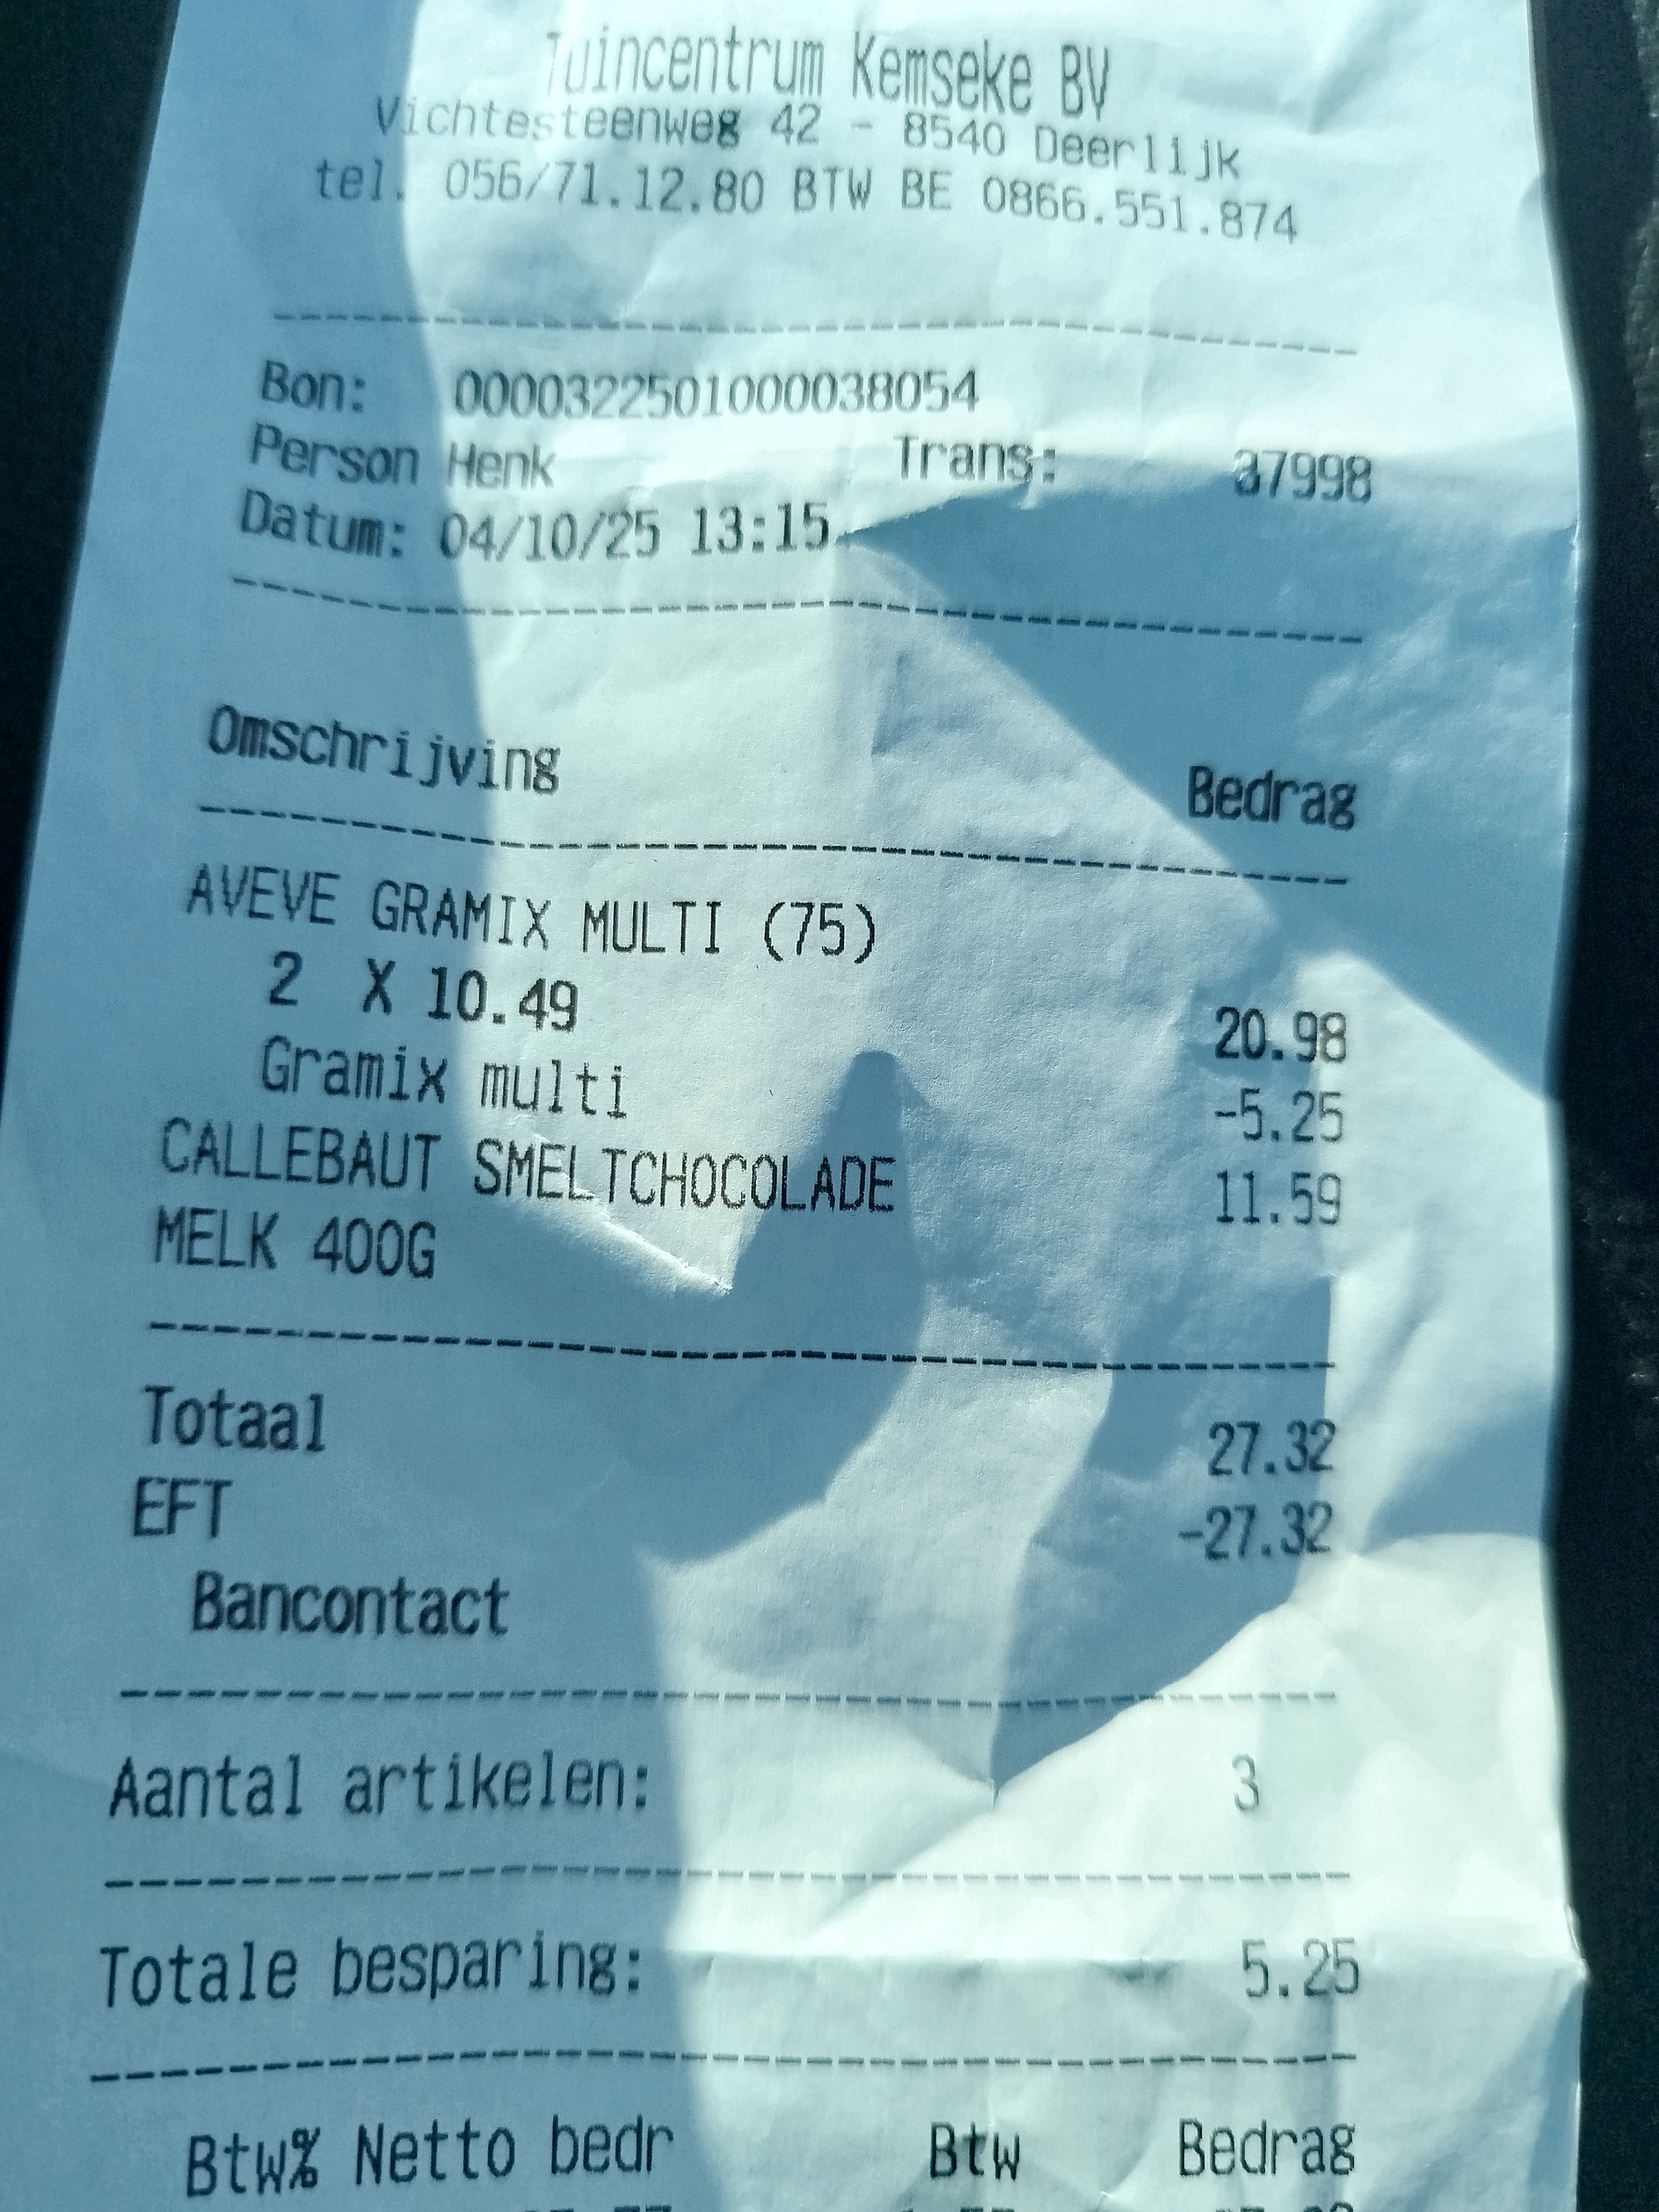 Tuincentrum Kemseke BV
Vichtesteenweg 42 - 8540 Deerlijk
tel. 056/71.12.80 BTW BE 0866.551.874
Bon: 0000322501000038054
Person Henk Trans: 37998
Datum: 04/10/25 13:15
Omschrijving Bedrag
AVEVE GRAMIX MULTI (75)
2 X 10.49 20.98
Gramix multi -5.25
CALLEBAUT SMELTCHOCOLADE 11.59
MELK 400G
Totaal 27.32
EFT -27.32
Bancontact
Aantal artikelen: 3
Totale besparing: 5.25
Btw% Netto bedr Btw Bedrag